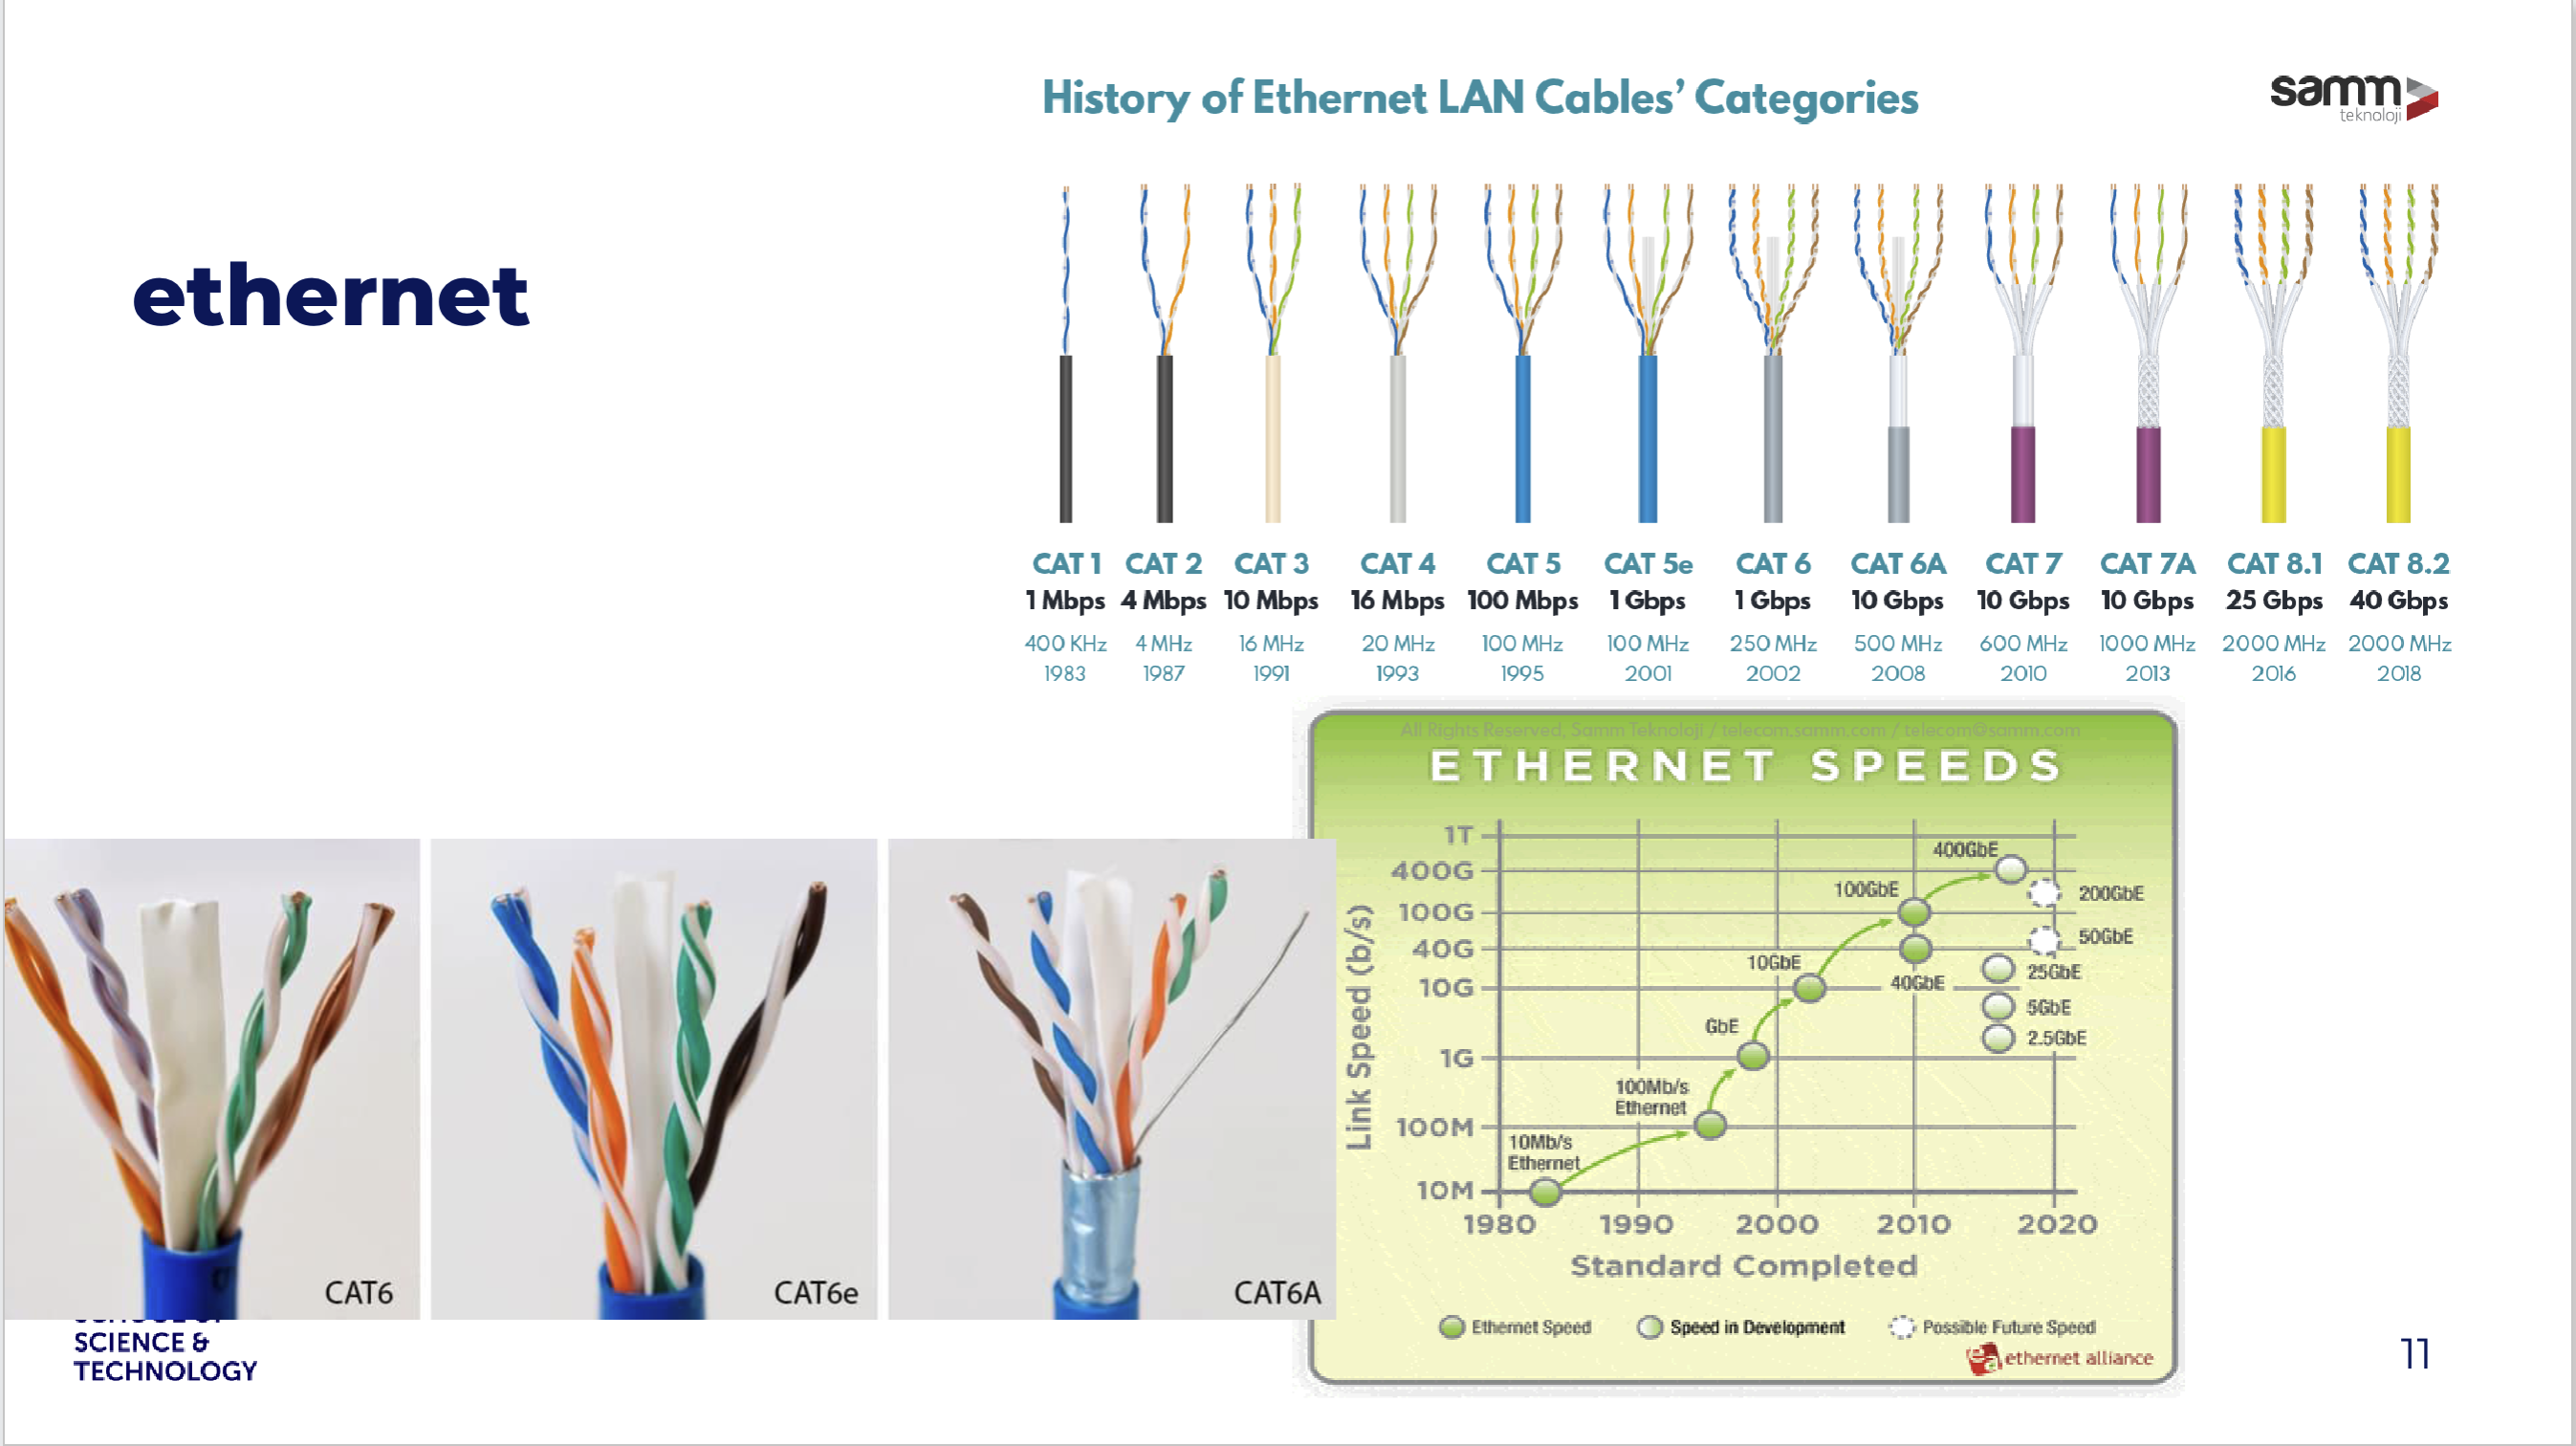 History of Ethernet LAN Cables' Categories
samm
teknoloji
ethernet
CAT 1 CAT 2 CAT 3 CAT 4 CAT 5 CAT 5e CAT 6 CAT 6A CAT 7 CAT 7A CAT 8.1 CAT 8.2
1 Mbps 4 Mbps 10 Mbps 16 Mbps 100 Mbps 1 Gbps 1 Gbps 10 Gbps 10 Gbps 10 Gbps 25 Gbps 40 Gbps
400 KHz 4 MHz 16 MHz 20 MHz 100 MHz 100 MHz 250 MHz 500 MHz 600 MHz 1000 MHz 2000 MHz 2000 MHz
1983 1987 1991 1993 1995 2001 2002 2008 2010 2013 2016 2018
All Rights Reserved, Samm Teknoloji / telecom.samm.com / telecom@samm.com
ETHERNET SPEEDS
Link Speed (b/s)
1T
400G
100G
40G
10G
1G
100M
10M
400GbE
100GbE
200GbE
50GbE
10GbE
25GbE
40GbE
5GbE
GbE
2.5GbE
100Mb/s
Ethernet
10Mb/s
Ethernet
1980 1990 2000 2010 2020
Standard Completed
Ethernet Speed Speed in Development Possible Future Speed
ethernet alliance
CAT6
CAT6e
CAT6A
SCHOOL OF
SCIENCE &
TECHNOLOGY
11